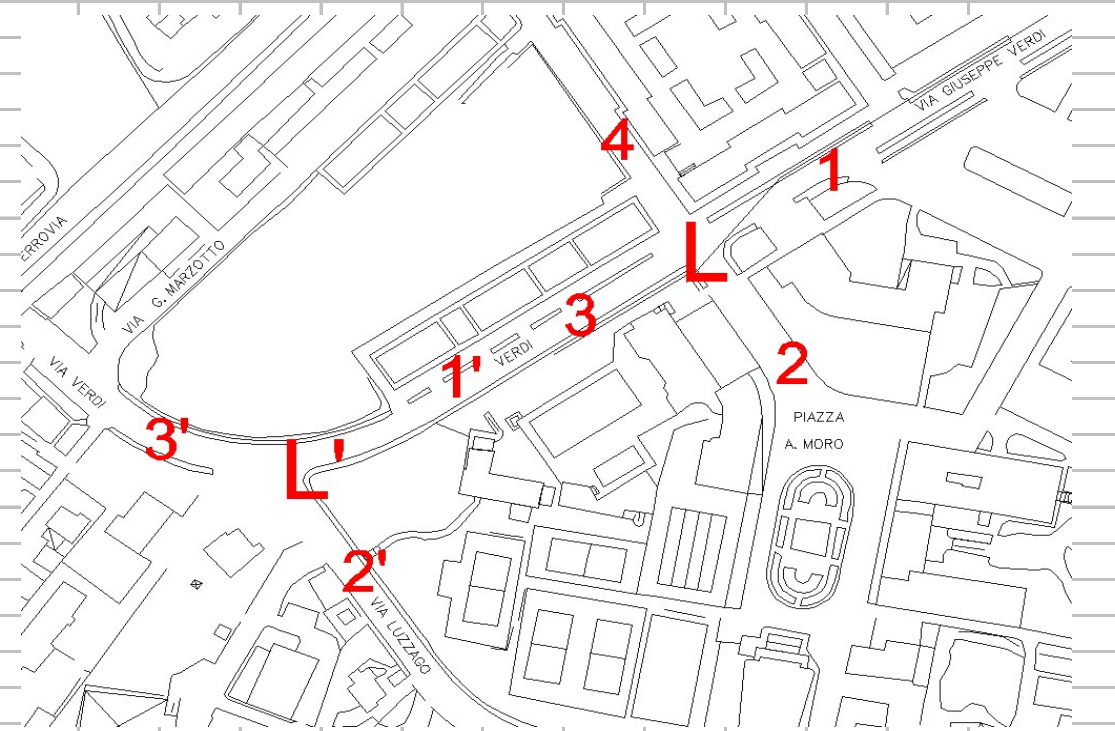 VIA GIUSEPPE VERDI
4
1
ERROVIA
L
VIA G. MARZOTTO
3
VERDI
1'
2
VIA VERDI
PIAZZA
A. MORO
3'
L'
2'
VIA LUZZAGO